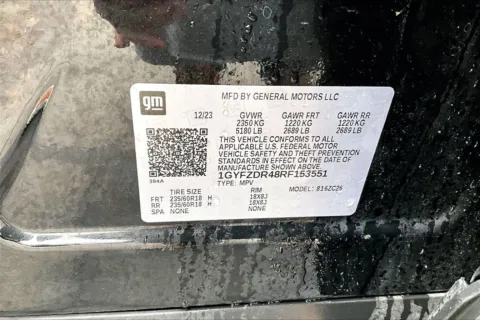 gm
MFD BY GENERAL MOTORS LLC
12/23
GVWR GAWR FRT GAWR RR
2350 KG 1220 KG 1220 KG
5180 LB 2689 LB 2689 LB
THIS VEHICLE CONFORMS TO ALL
APPLICABLE U.S. FEDERAL MOTOR
VEHICLE SAFETY AND THEFT PREVENTION
STANDARDS IN EFFECT ON THE DATE OF
MANUFACTURE SHOWN ABOVE.
1GYFZDR48RF153551
TYPE: MPV MODEL: 816ZC26
394A
TIRE SIZE RIM
FRT 235/60R18 H 18X8J
RR 235/60R18 H 18X8J
SPA NONE NONE